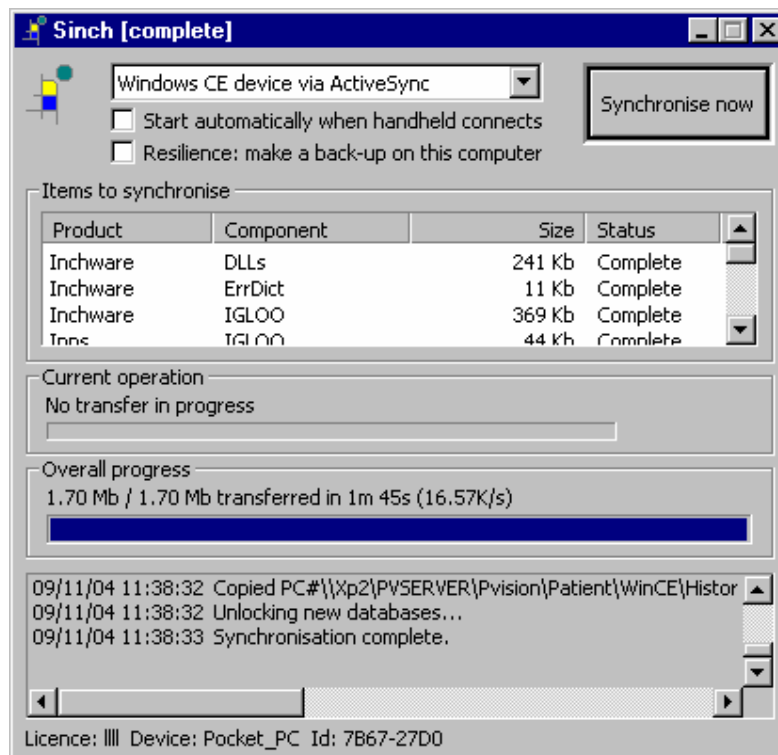 Sinch [complete]
Windows CE device via ActiveSync
Synchronise now
Start automatically when handheld connects
Resilience: make a back-up on this computer
Items to synchronise
Product Component Size Status
Inchware DLLs 241 Kb Complete
Inchware ErrDict 11 Kb Complete
Inchware IGLOO 369 Kb Complete
Inps IGLOO 44 Kb Complete
Current operation
No transfer in progress
Overall progress
1.70 Mb / 1.70 Mb transferred in 1m 45s (16.57K/s)
09/11/04 11:38:32 Copied PC#\\Xp2\PVSERVER\Pvision\Patient\WinCE\Histor
09/11/04 11:38:32 Unlocking new databases...
09/11/04 11:38:33 Synchronisation complete.
Licence: llll Device: Pocket_PC Id: 7B67-27D0